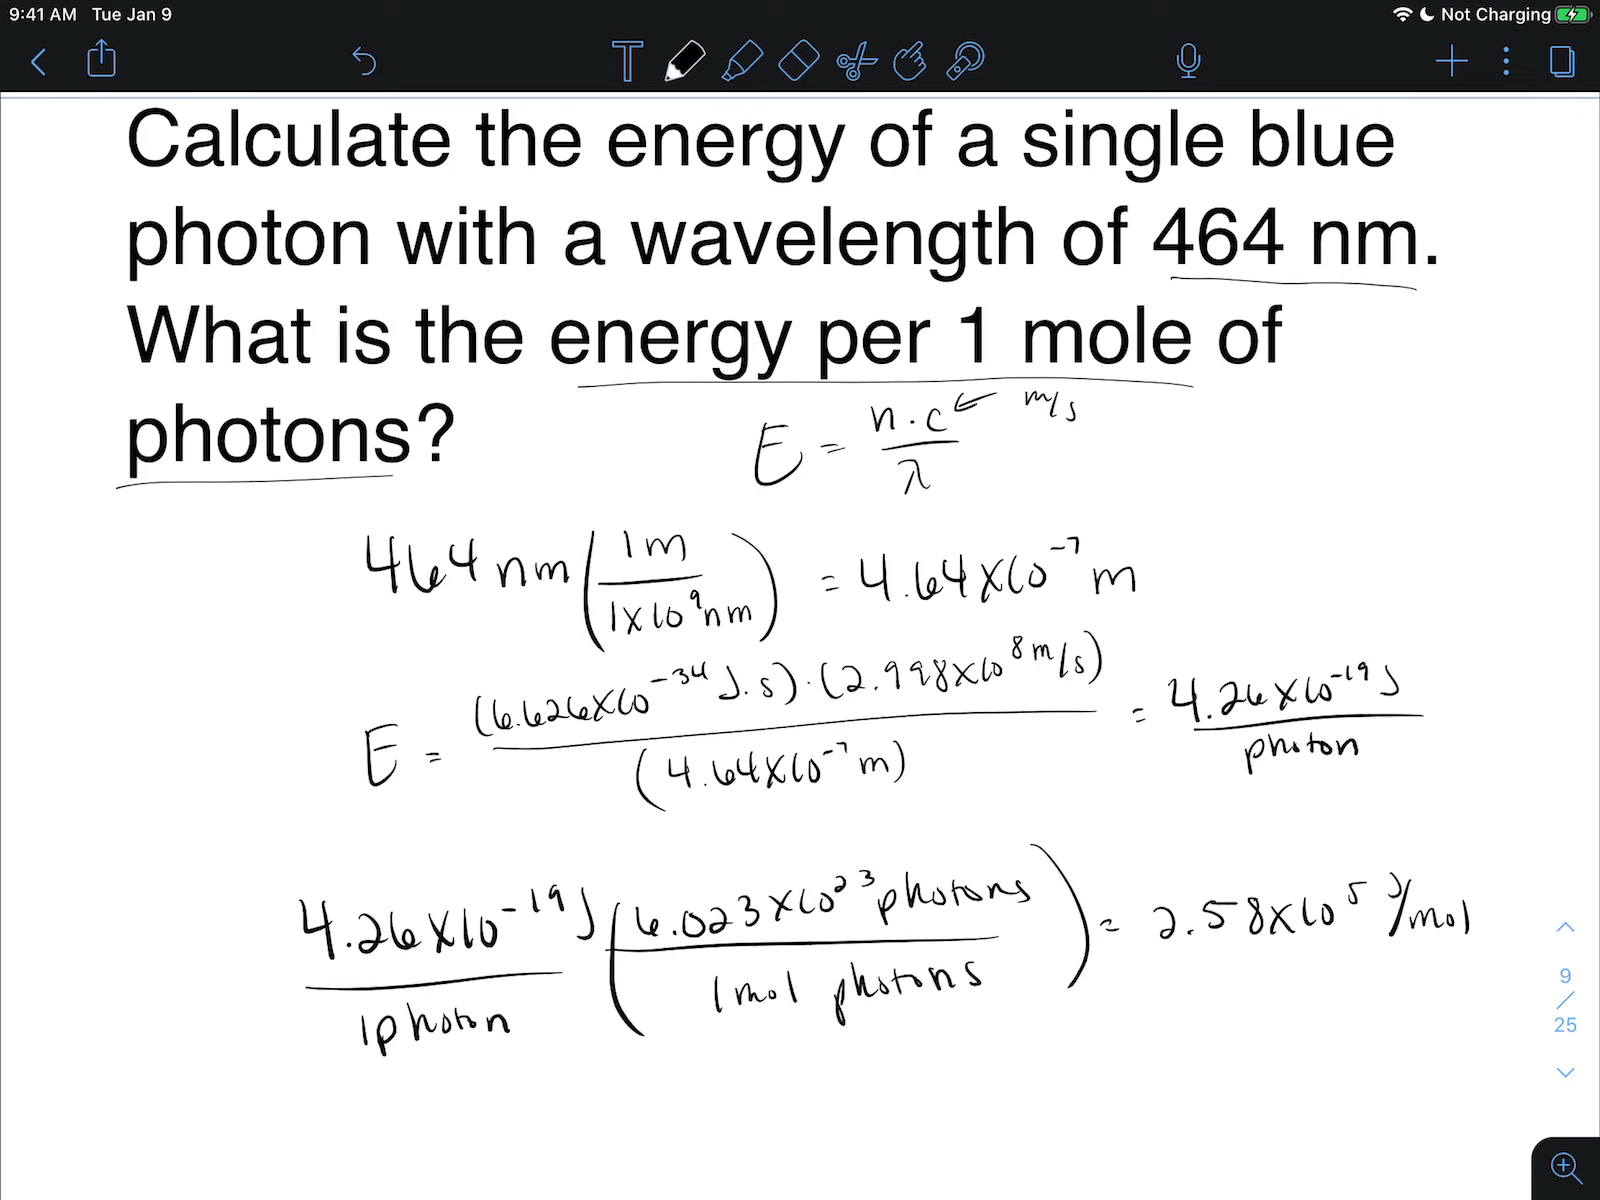 9:41 AM Tue Jan 9
Not Charging
T
Calculate the energy of a single blue
photon with a wavelength of 464 nm.
What is the energy per 1 mole of
photons?
E = h·c/λ ← m/s
464 nm (1m / 1x10⁹nm) = 4.64x10⁻⁷ m
E = (6.626x10⁻³⁴ J·s)·(2.998x10⁸ m/s) / (4.64x10⁻⁷ m) = 4.26x10⁻¹⁹ J / photon
4.26x10⁻¹⁹ J / 1photon (6.023x10²³ photons / 1mol photons) = 2.58x10⁵ J/mol
9
/
25